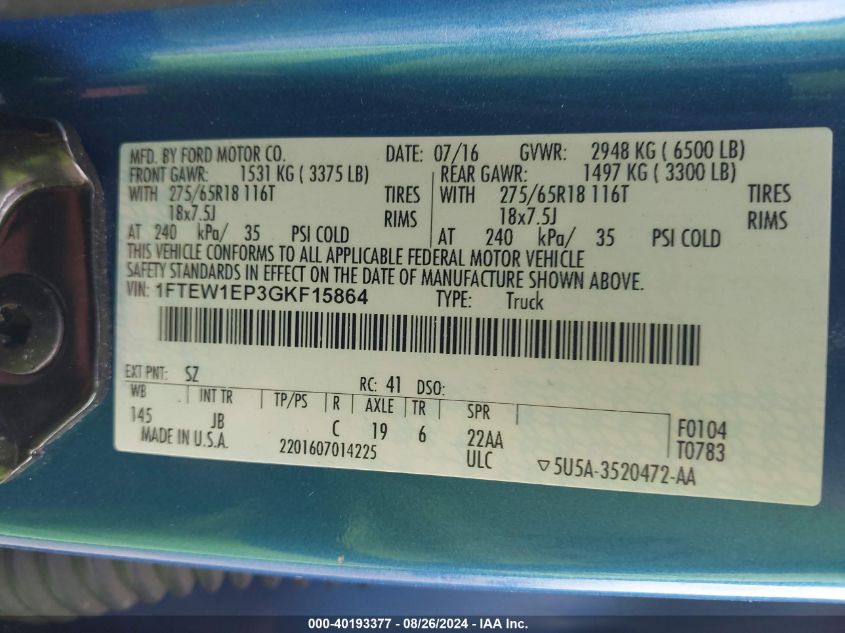 MFD. BY FORD MOTOR CO. DATE: 07/16 GVWR: 2948 KG ( 6500 LB)
FRONT GAWR: 1531 KG ( 3375 LB) REAR GAWR: 1497 KG ( 3300 LB)
WITH 275/65R18 116T TIRES WITH 275/65R18 116T TIRES
18x7.5J RIMS 18x7.5J RIMS
AT 240 kPa/ 35 PSI COLD AT 240 kPa/ 35 PSI COLD
THIS VEHICLE CONFORMS TO ALL APPLICABLE FEDERAL MOTOR VEHICLE
SAFETY STANDARDS IN EFFECT ON THE DATE OF MANUFACTURE SHOWN ABOVE.
VIN: 1FTEW1EP3GKF15864 TYPE: Truck
EXT PNT: SZ RC: 41 DSO:
WB INT TR TP/PS R AXLE TR SPR
145 JB C 19 6 22AA F0104
MADE IN U.S.A. 2201607014225 ULC T0783
▽5U5A-3520472-AA
000-40193377 - 08/26/2024 - IAA Inc.